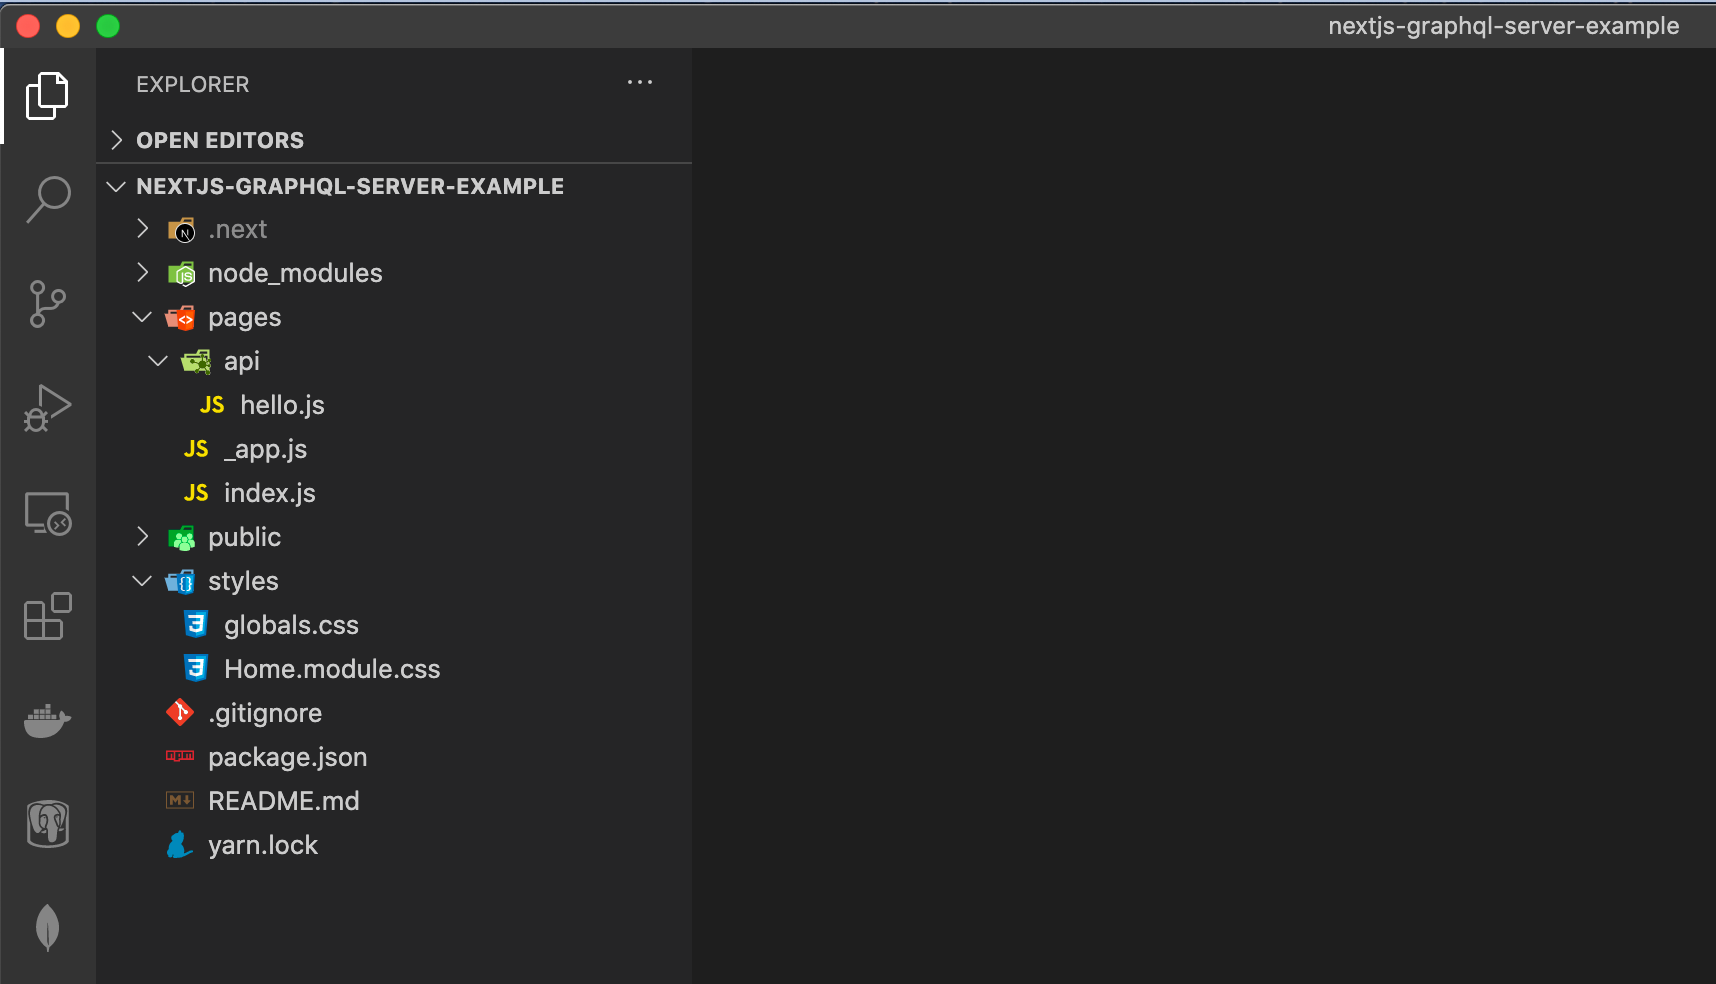 nextjs-graphql-server-example
EXPLORER
OPEN EDITORS
NEXTJS-GRAPHQL-SERVER-EXAMPLE
.next
node_modules
pages
api
JS hello.js
JS _app.js
JS index.js
public
styles
globals.css
Home.module.css
.gitignore
package.json
README.md
yarn.lock